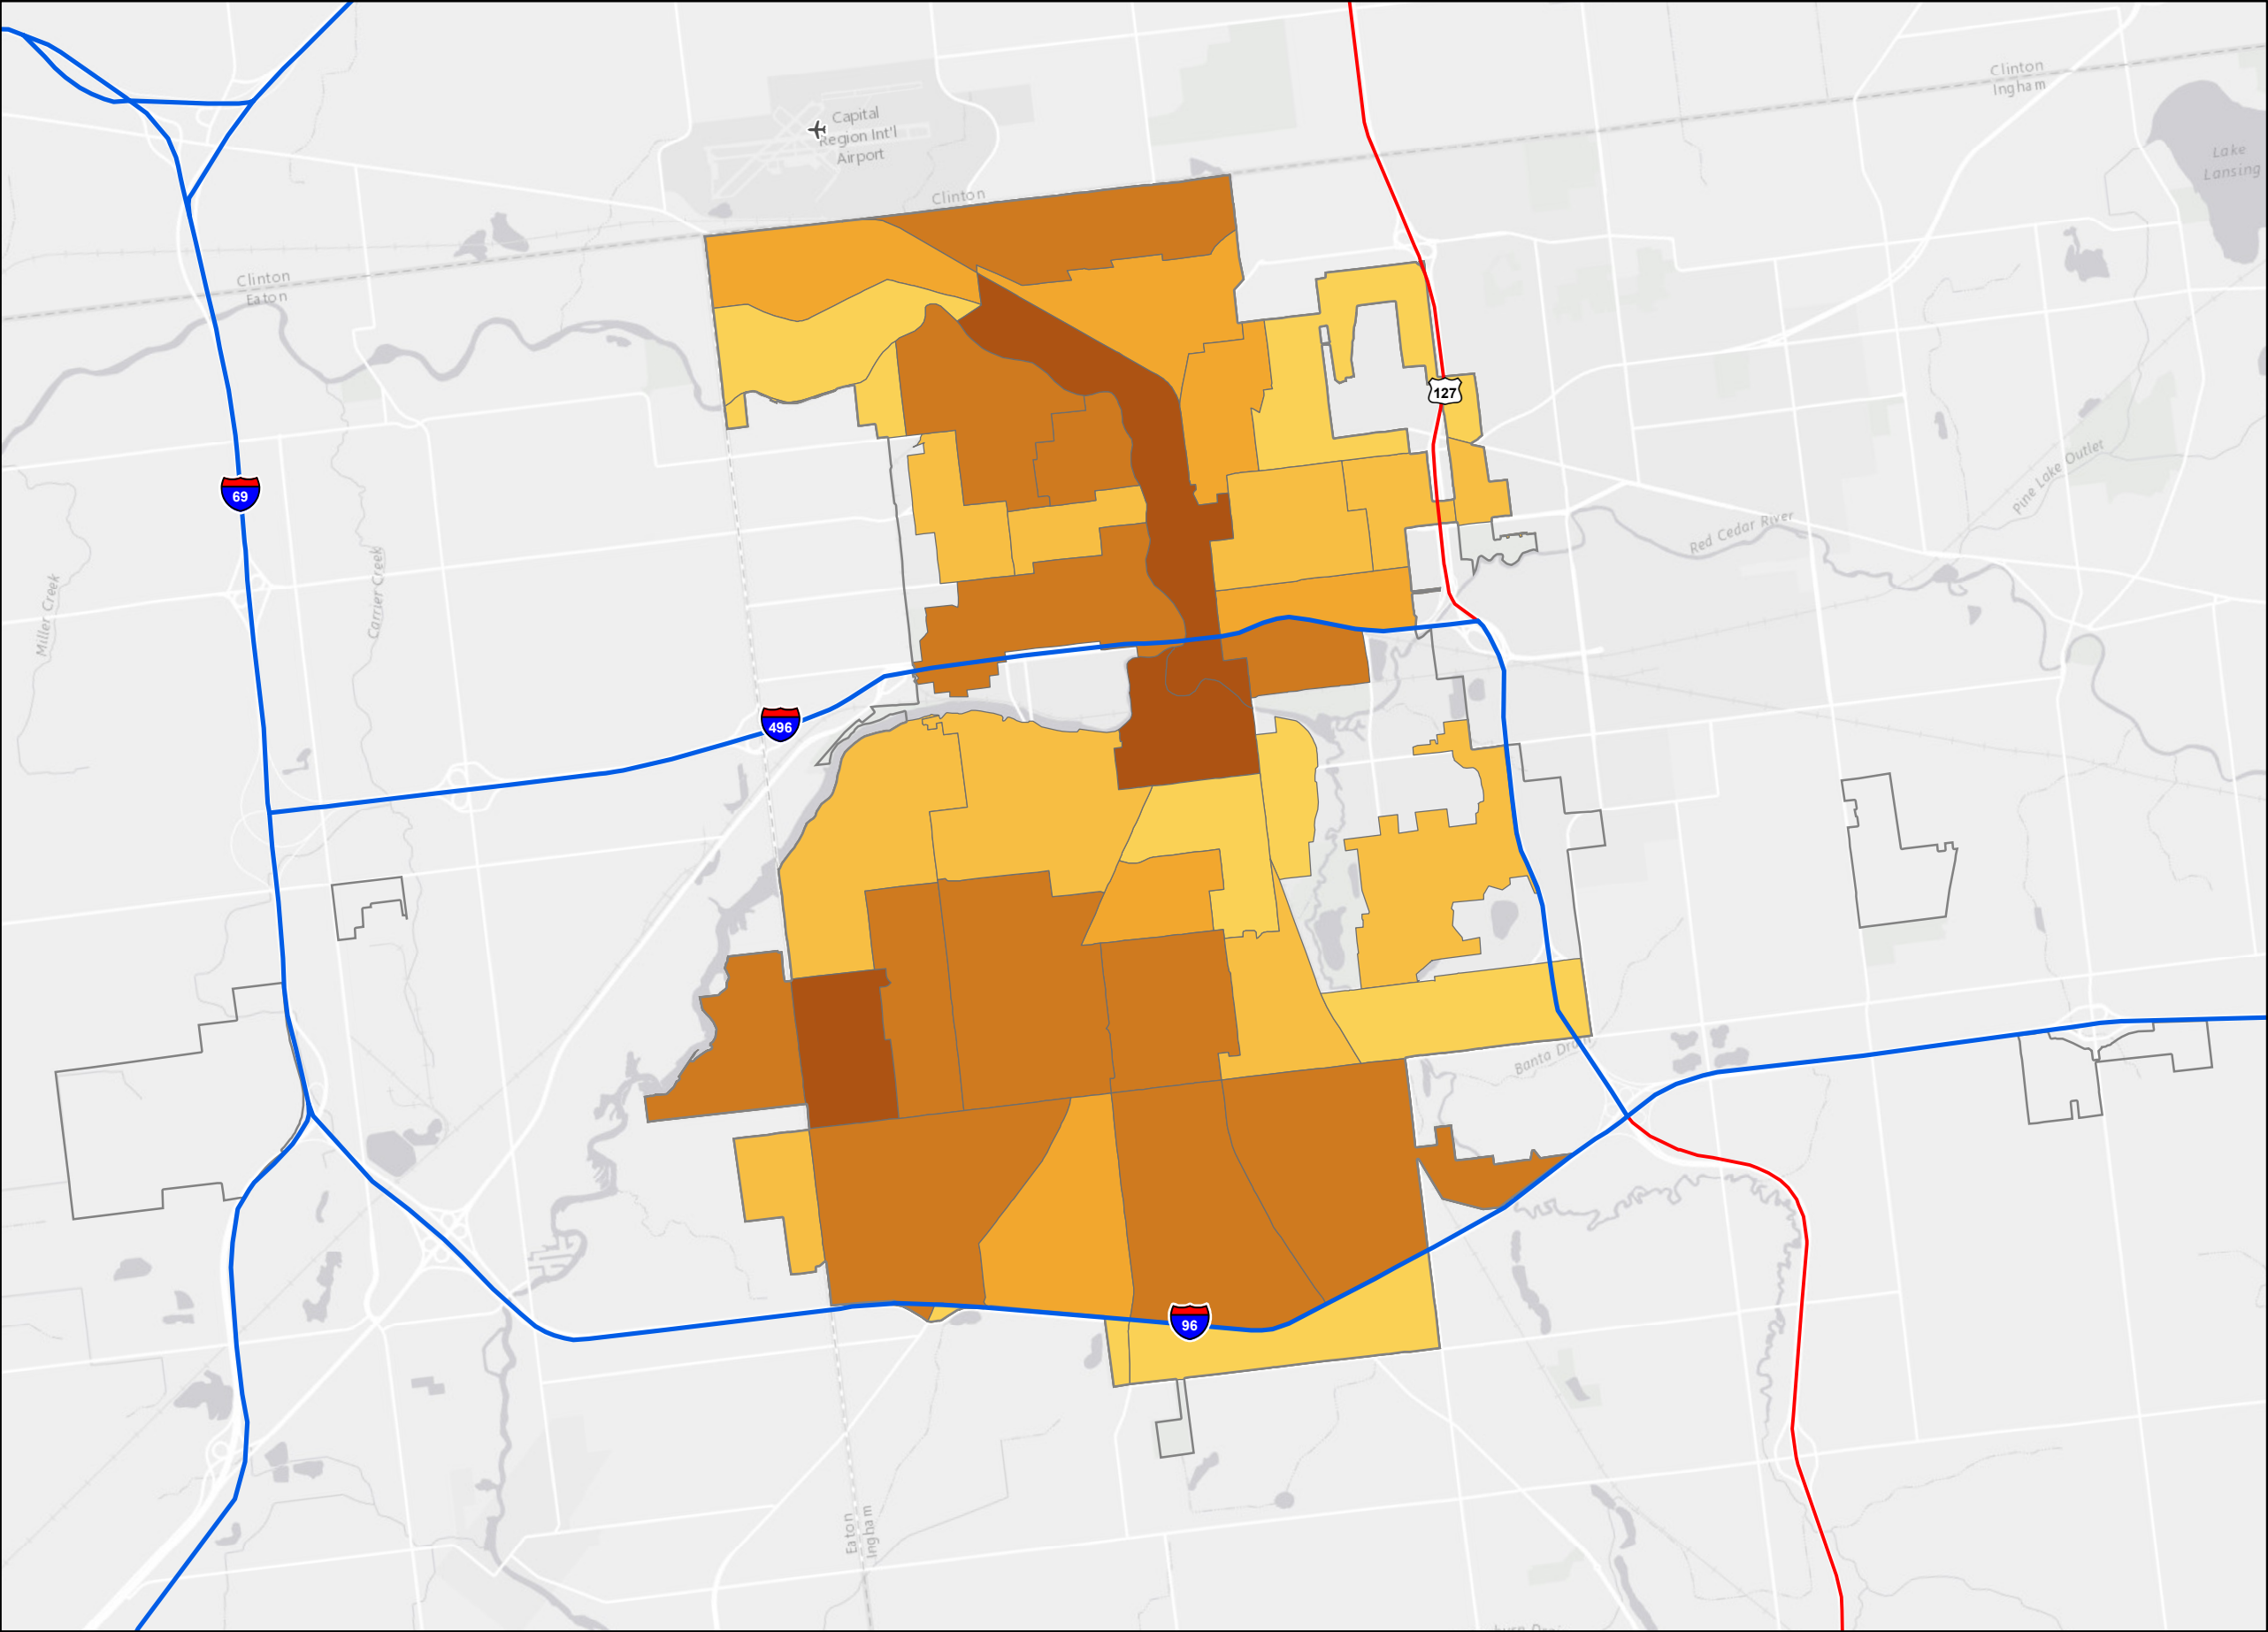 Clinton
Ingham
Capital
Region Int'l
Airport
Lake
Lansing
Clinton
Clinton
Eaton
127
Pine Lake Outlet
69
Red Cedar River
Miller Creek
Carrier Creek
496
Banta Drain
96
Eaton
Ingham